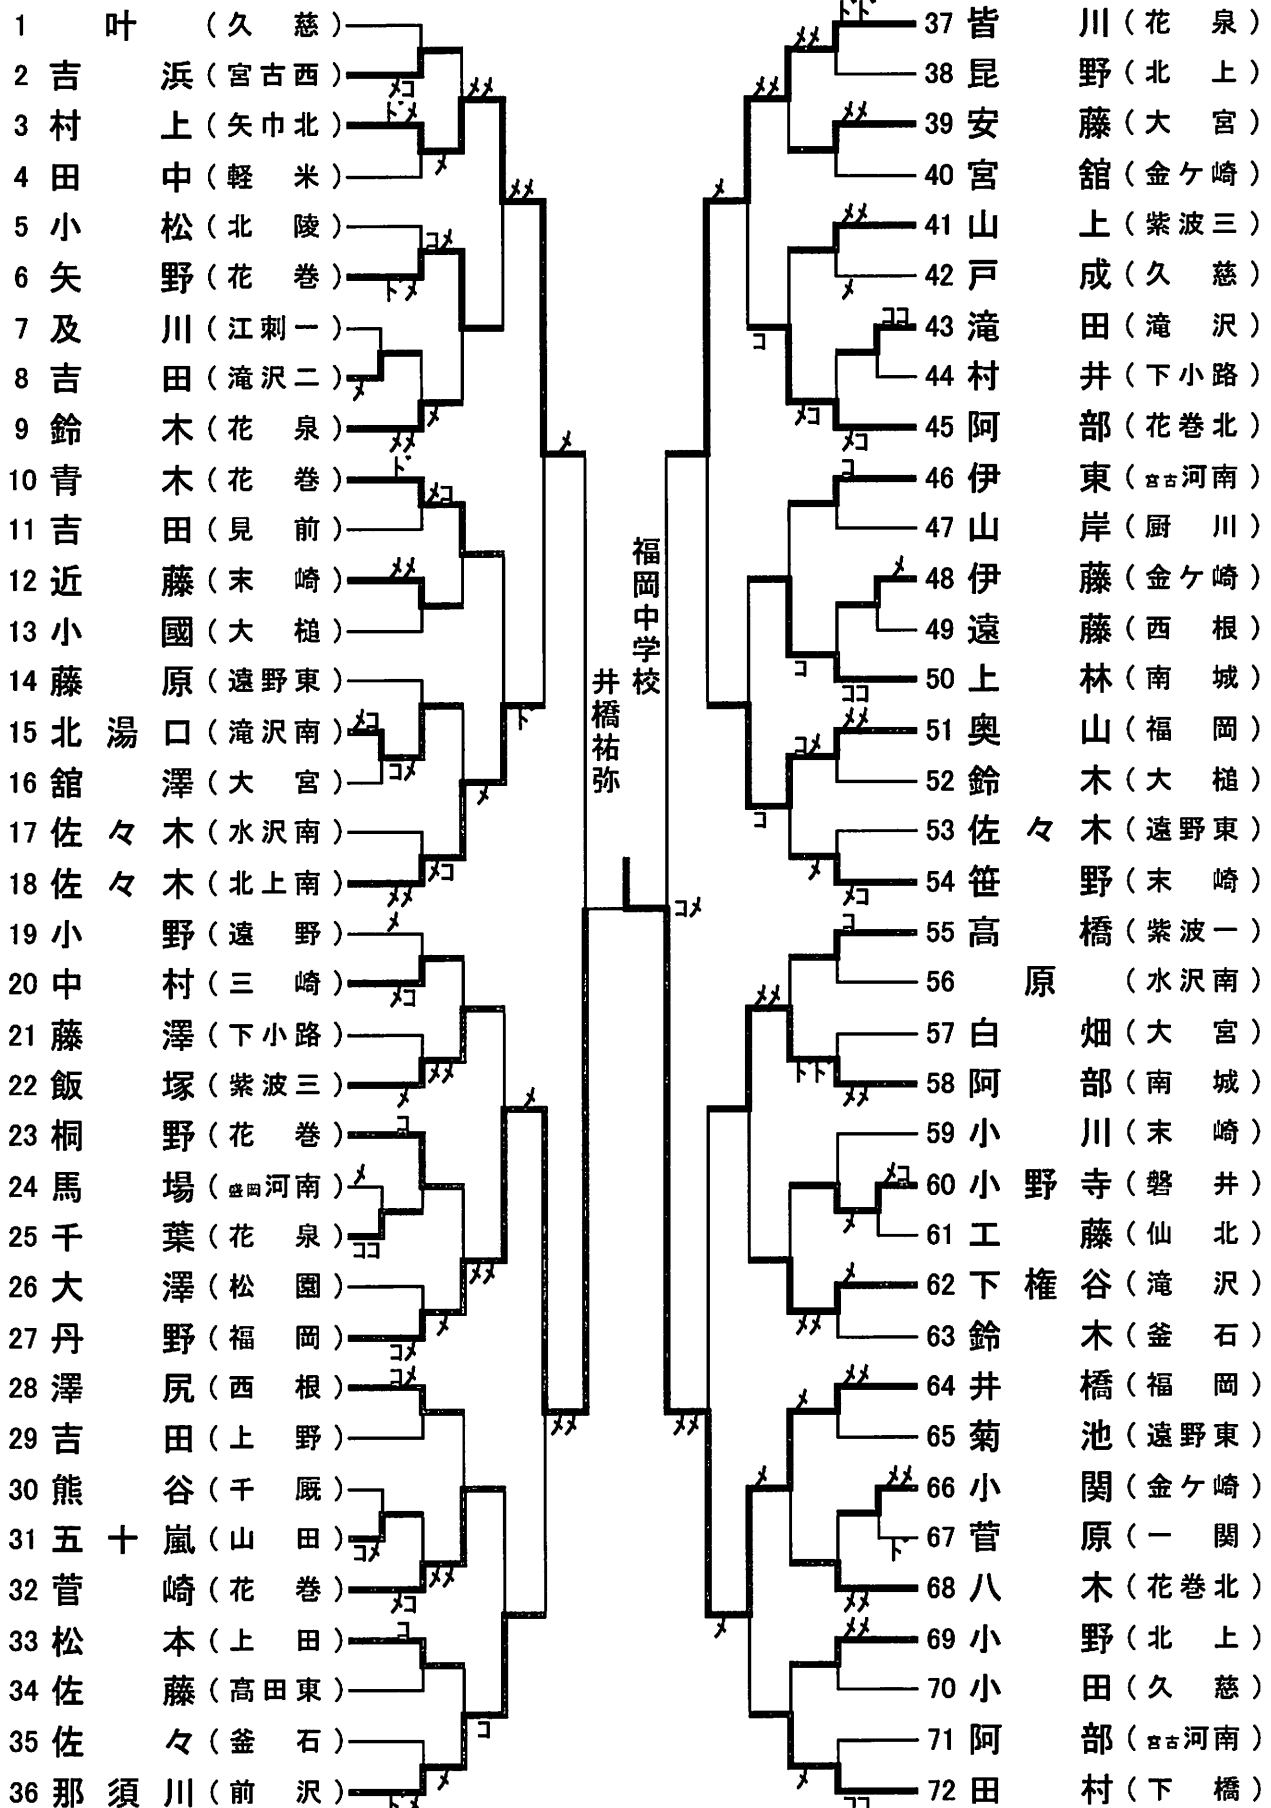 1 叶 (久 慈)
2 吉 浜 (宮古西)
3 村 上 (矢巾北)
4 田 中 (軽 米)
5 小 松 (北 陵)
6 矢 野 (花 巻)
7 及 川 (江刺一)
8 吉 田 (滝沢二)
9 鈴 木 (花 泉)
10 青 木 (花 巻)
11 吉 田 (見 前)
12 近 藤 (末 崎)
13 小 國 (大 槌)
14 藤 原 (遠野東)
15 北 湯 口 (滝沢南)
16 舘 澤 (大 宮)
17 佐 々 木 (水沢南)
18 佐 々 木 (北上南)
19 小 野 (遠 野)
20 中 村 (三 崎)
21 藤 澤 (下小路)
22 飯 塚 (紫波三)
23 桐 野 (花 巻)
24 馬 場 (盛岡河南)
25 千 葉 (花 泉)
26 大 澤 (松 園)
27 丹 野 (福 岡)
28 澤 尻 (西 根)
29 吉 田 (上 野)
30 熊 谷 (千 厩)
31 五 十 嵐 (山 田)
32 菅 崎 (花 巻)
33 松 本 (上 田)
34 佐 藤 (高田東)
35 佐 々 (釜 石)
36 那 須 川 (前 沢)
福岡中学校
井橋祐弥
37 皆 川 (花 泉)
38 昆 野 (北 上)
39 安 藤 (大 宮)
40 宮 舘 (金ケ崎)
41 山 上 (紫波三)
42 戸 成 (久 慈)
43 滝 田 (滝 沢)
44 村 井 (下小路)
45 阿 部 (花巻北)
46 伊 東 (宮古河南)
47 山 岸 (厨 川)
48 伊 藤 (金ケ崎)
49 遠 藤 (西 根)
50 上 林 (南 城)
51 奥 山 (福 岡)
52 鈴 木 (大 槌)
53 佐 々 木 (遠野東)
54 笹 野 (末 崎)
55 高 橋 (紫波一)
56 原 (水沢南)
57 白 畑 (大 宮)
58 阿 部 (南 城)
59 小 川 (末 崎)
60 小 野 寺 (磐 井)
61 工 藤 (仙 北)
62 下 権 谷 (滝 沢)
63 鈴 木 (釜 石)
64 井 橋 (福 岡)
65 菊 池 (遠野東)
66 小 関 (金ケ崎)
67 菅 原 (一 関)
68 八 木 (花巻北)
69 小 野 (北 上)
70 小 田 (久 慈)
71 阿 部 (宮古河南)
72 田 村 (下 橋)